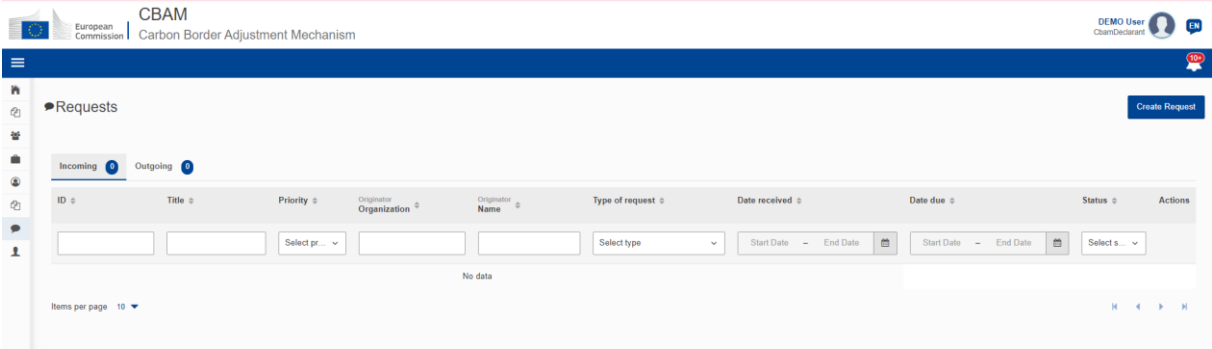 European
Commission
CBAM
Carbon Border Adjustment Mechanism
DEMO User
CbamDeclarant
EN
10+
Requests
Create Request
Incoming 0 Outgoing 0
ID Title Priority Originator Organization Originator Name Type of request Date received Date due Status Actions
Select pr... Select type Start Date – End Date Start Date – End Date Select s...
No data
Items per page 10